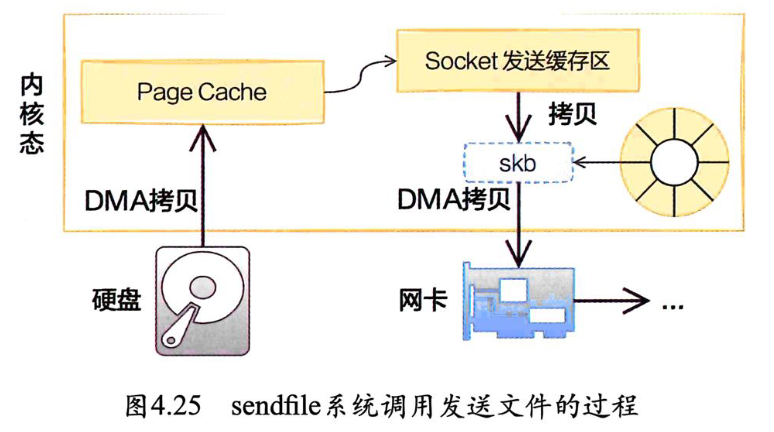 内核态
Page Cache
Socket 发送缓存区
拷贝
skb
DMA拷贝
DMA拷贝
硬盘
网卡
...
图4.25 sendfile系统调用发送文件的过程